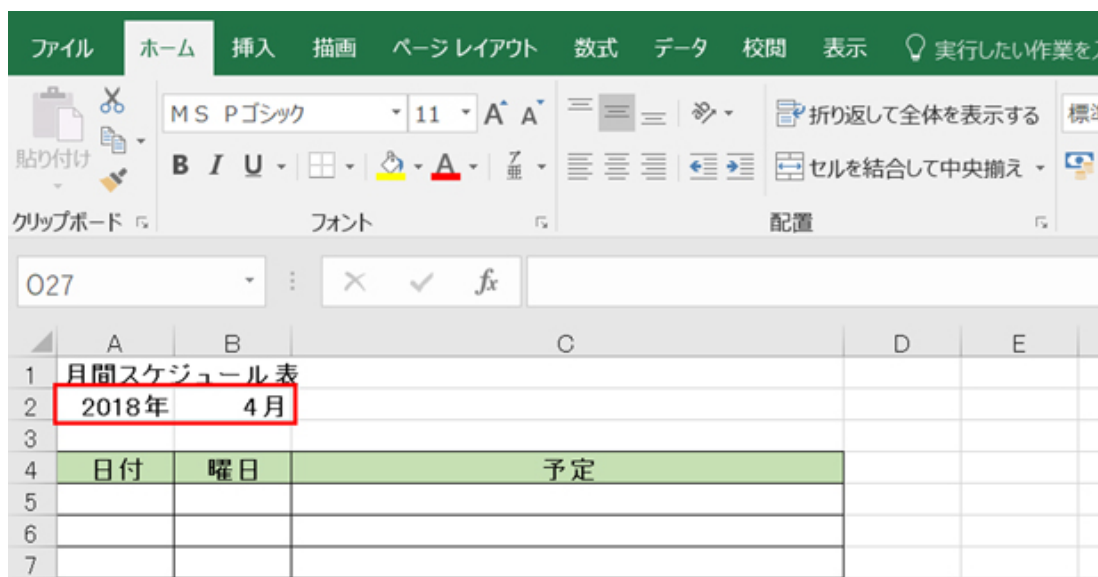 ファイル ホーム 挿入 描画 ページ レイアウト 数式 データ 校閲 表示 実行したい作業を
MS Pゴシック 11 A A 折り返して全体を表示する 標準
貼り付け B I U A ア亜 セルを結合して中央揃え
クリップボード フォント 配置
O27 fx
A B C D E
1 月間スケジュール表
2 2018年 4月
3
4 日付 曜日 予定
5
6
7